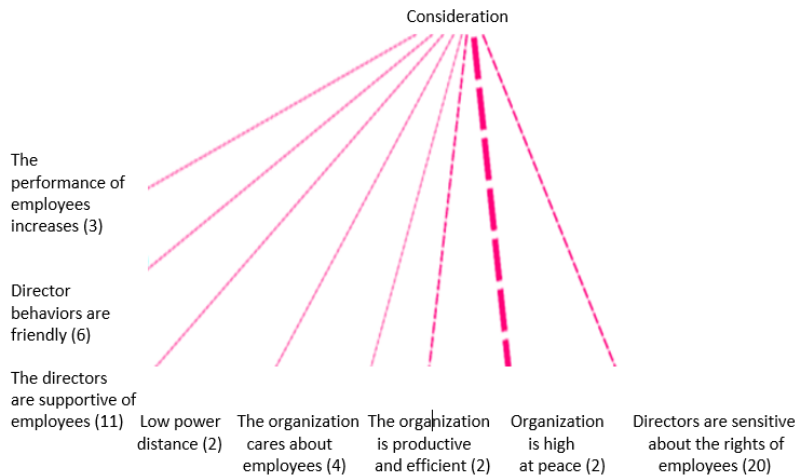 Consideration
The
performance of
employees
increases (3)
Director
behaviors are
friendly (6)
The directors
are supportive of
employees (11)
Low power
distance (2)
The organization
cares about
employees (4)
The organization
is productive
and efficient (2)
Organization
is high
at peace (2)
Directors are sensitive
about the rights of
employees (20)